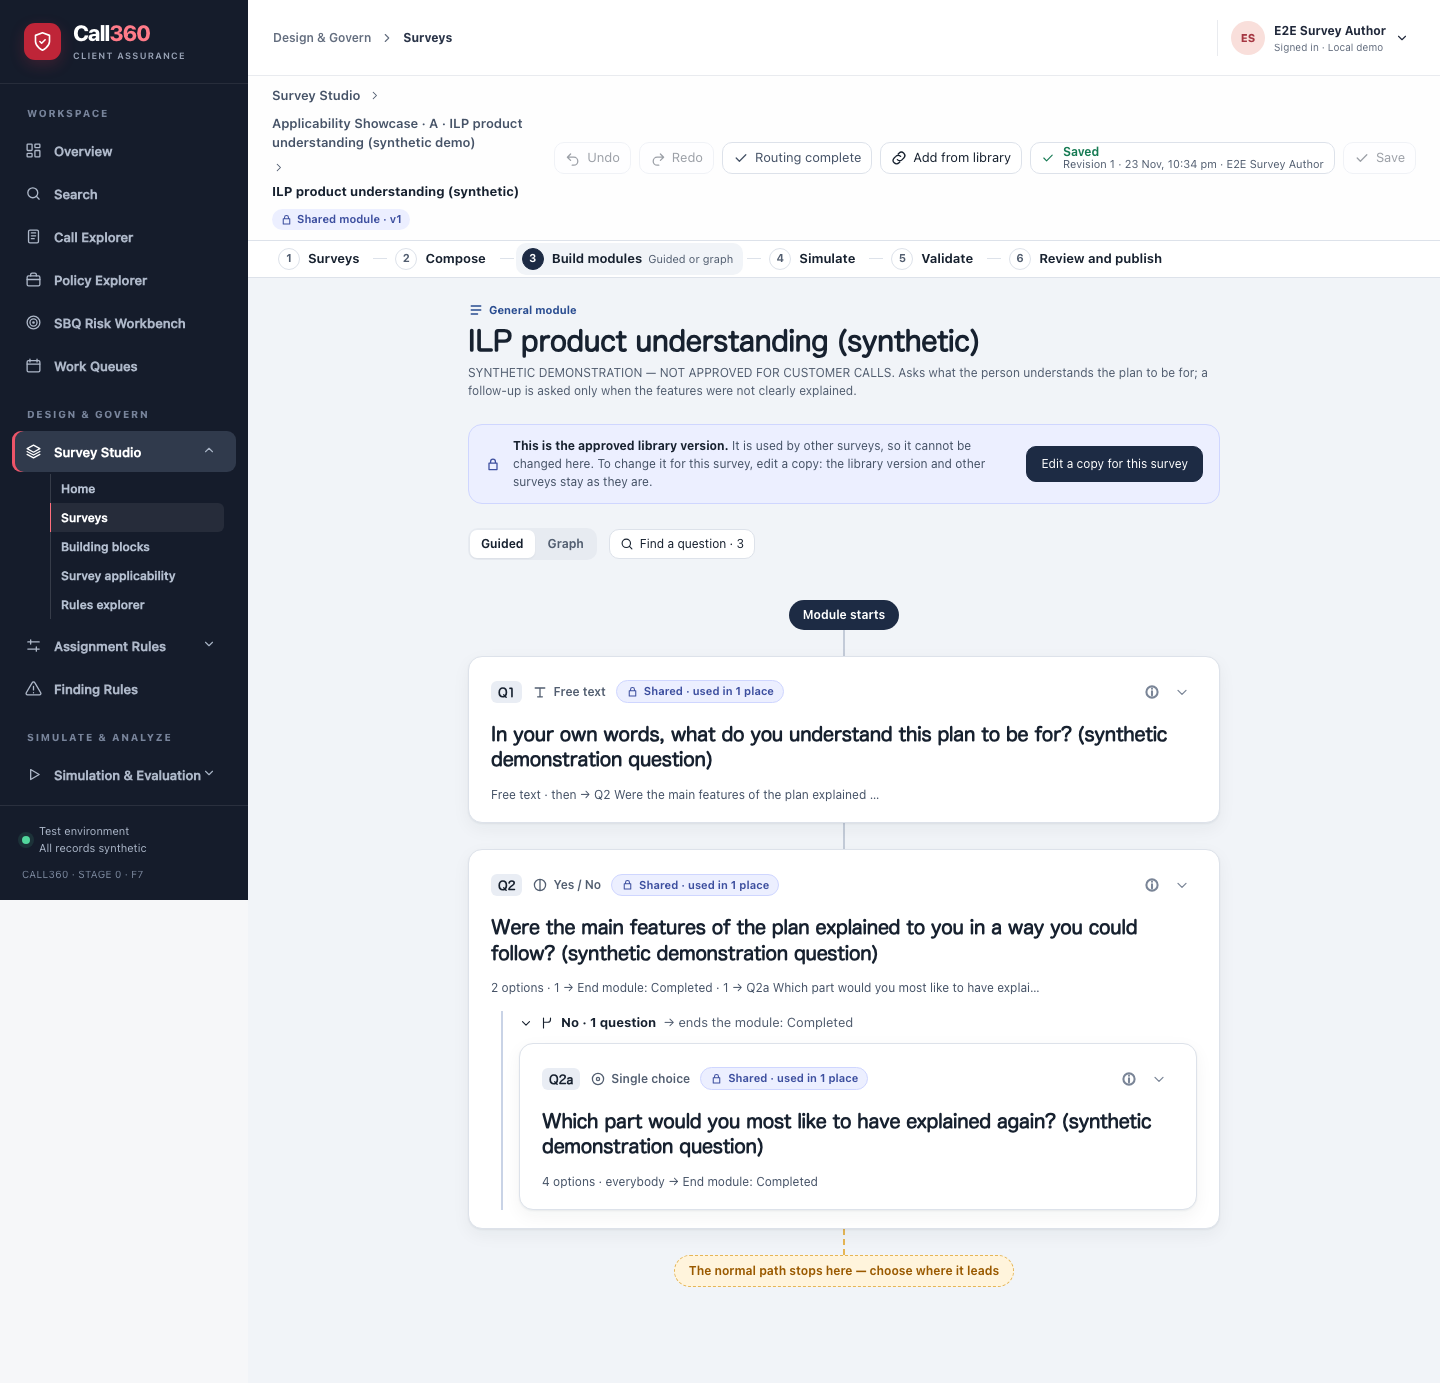 Call360
CLIENT ASSURANCE
WORKSPACE
Overview
Search
Call Explorer
Policy Explorer
SBQ Risk Workbench
Work Queues
DESIGN & GOVERN
Survey Studio
Home
Surveys
Building blocks
Survey applicability
Rules explorer
Assignment Rules
Finding Rules
SIMULATE & ANALYZE
Simulation & Evaluation
Test environment
All records synthetic
CALL360 · STAGE 0 · F7
Design & Govern > Surveys
ES
E2E Survey Author
Signed in · Local demo
Survey Studio >
Applicability Showcase · A · ILP product
understanding (synthetic demo)
>
ILP product understanding (synthetic)
Shared module · v1
Undo
Redo
Routing complete
Add from library
Saved
Revision 1 · 23 Nov, 10:34 pm · E2E Survey Author
Save
1 Surveys
2 Compose
3 Build modules Guided or graph
4 Simulate
5 Validate
6 Review and publish
General module
ILP product understanding (synthetic)
SYNTHETIC DEMONSTRATION — NOT APPROVED FOR CUSTOMER CALLS. Asks what the person understands the plan to be for; a
follow-up is asked only when the features were not clearly explained.
This is the approved library version. It is used by other surveys, so it cannot be
changed here. To change it for this survey, edit a copy: the library version and other
surveys stay as they are.
Edit a copy for this survey
Guided
Graph
Find a question · 3
Module starts
Q1 Free text Shared · used in 1 place
In your own words, what do you understand this plan to be for? (synthetic
demonstration question)
Free text · then → Q2 Were the main features of the plan explained ...
Q2 Yes / No Shared · used in 1 place
Were the main features of the plan explained to you in a way you could
follow? (synthetic demonstration question)
2 options · 1 → End module: Completed · 1 → Q2a Which part would you most like to have explai...
No · 1 question → ends the module: Completed
Q2a Single choice Shared · used in 1 place
Which part would you most like to have explained again? (synthetic
demonstration question)
4 options · everybody → End module: Completed
The normal path stops here — choose where it leads